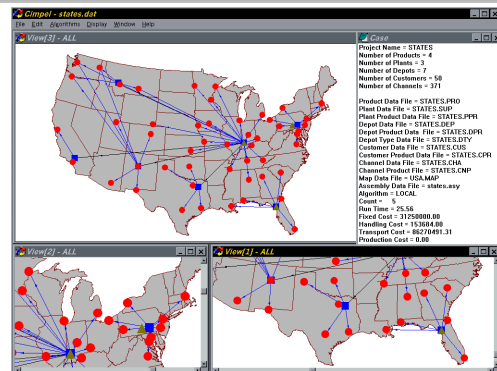 Cimpel - states.dat
File Edit Algorithms Display Window Help
View[3] - ALL
Case
Project Name = STATES
Number of Products = 4
Number of Plants = 3
Number of Depots = 7
Number of Customers = 50
Number of Channels = 371
Product Data File = STATES.PRO
Plant Data File = STATES.SUP
Plant Product Data File = STATES.PPR
Depot Data File = STATES.DEP
Depot Product Data File = STATES.DPR
Depot Type Data File = STATES.DTY
Customer Data File = STATES.CUS
Customer Product Data File = STATES.CPR
Channel Data File = STATES.CHA
Channel Product File = STATES.CNP
Map Data File = USA.MAP
Assembly Data File = states.asy
Algorithm = LOCAL
Count = 5
Run Time = 25.56
Fixed Cost = 31250000.00
Handling Cost = 153684.00
Transport Cost = 86270491.31
Production Cost = 0.00
View[2] - ALL
View[1] - ALL